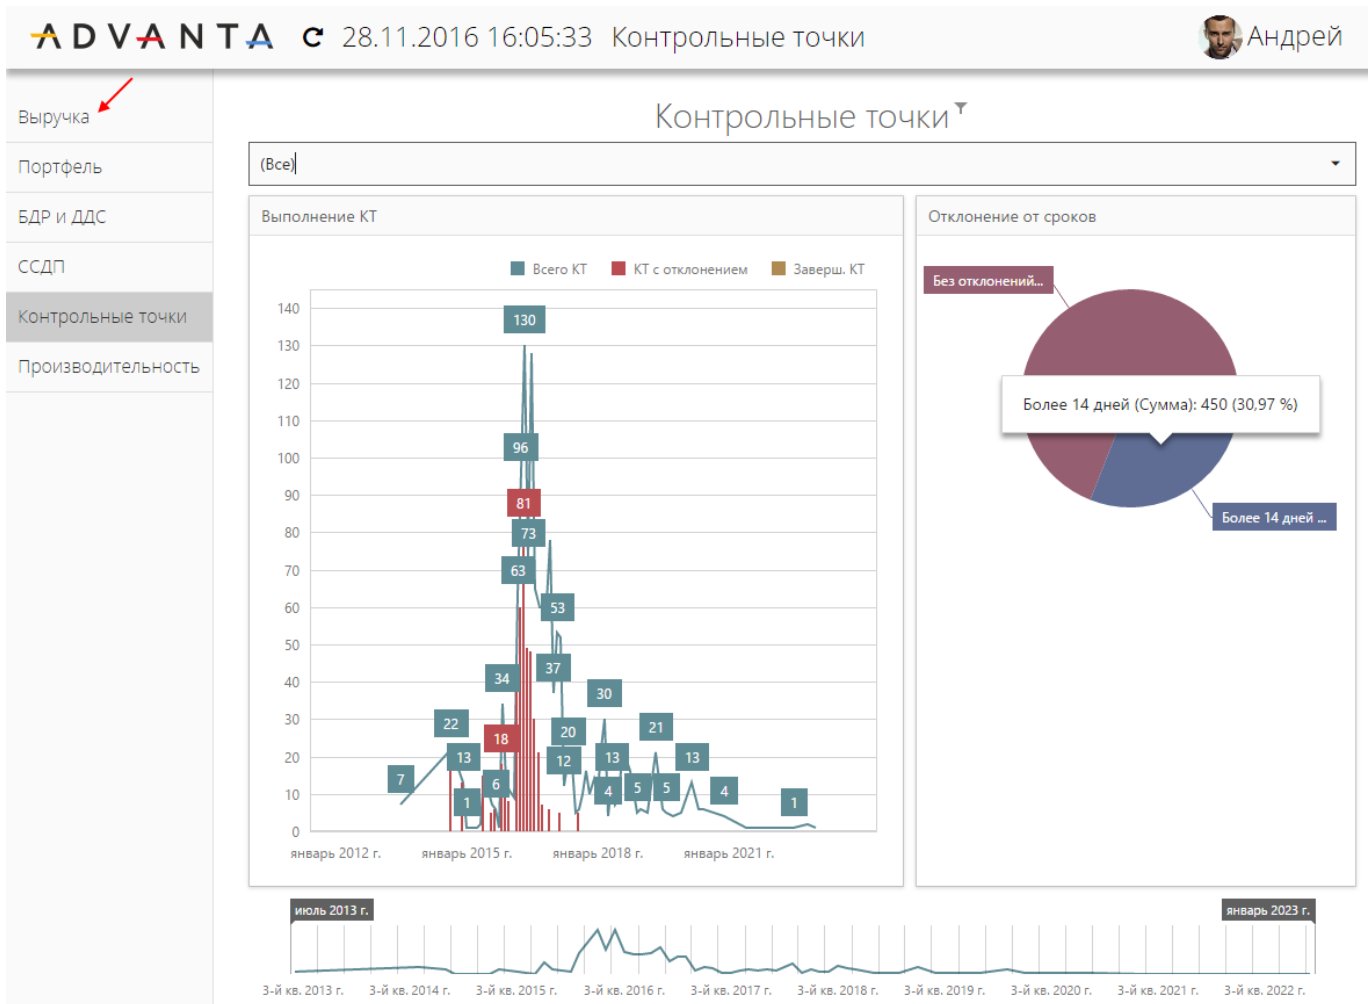 ADVANTA 28.11.2016 16:05:33 Контрольные точки Андрей
Выручка
Портфель
БДР и ДДС
ССДП
Контрольные точки
Производительность
Контрольные точки
(Все)
Выполнение КТ
Всего КТ КТ с отклонением Заверш. КТ
140
130
120
110
100
90
80
70
60
50
40
30
20
10
0
130
96
81
73
63
53
37
34
30
22
18
20
21
13
12
13
13
7
6
1
4
5
5
4
1
январь 2012 г. январь 2015 г. январь 2018 г. январь 2021 г.
Отклонение от сроков
Без отклонений...
Более 14 дней (Сумма): 450 (30,97 %)
Более 14 дней ...
июль 2013 г. январь 2023 г.
3-й кв. 2013 г. 3-й кв. 2014 г. 3-й кв. 2015 г. 3-й кв. 2016 г. 3-й кв. 2017 г. 3-й кв. 2018 г. 3-й кв. 2019 г. 3-й кв. 2020 г. 3-й кв. 2021 г. 3-й кв. 2022 г.